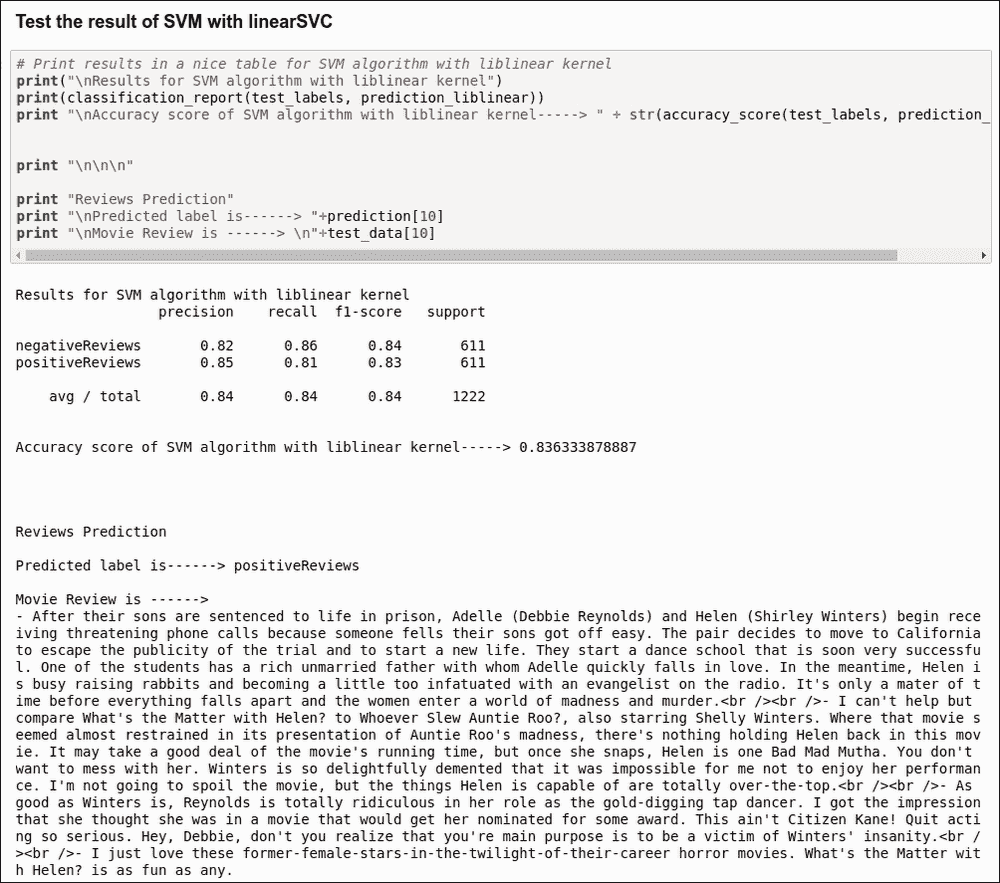 Test the result of SVM with linearSVC
# Print results in a nice table for SVM algorithm with liblinear kernel
print("\nResults for SVM algorithm with liblinear kernel")
print(classification_report(test_labels, prediction_liblinear))
print "\nAccuracy score of SVM algorithm with liblinear kernel-----> " + str(accuracy_score(test_labels, prediction_
print "\n\n\n"
print "Reviews Prediction"
print "\nPredicted label is------> "+prediction[10]
print "\nMovie Review is ------> \n"+test_data[10]
Results for SVM algorithm with liblinear kernel
precision recall f1-score support
negativeReviews 0.82 0.86 0.84 611
positiveReviews 0.85 0.81 0.83 611
avg / total 0.84 0.84 0.84 1222
Accuracy score of SVM algorithm with liblinear kernel-----> 0.836333878887
Reviews Prediction
Predicted label is------> positiveReviews
Movie Review is ------>
- After their sons are sentenced to life in prison, Adelle (Debbie Reynolds) and Helen (Shirley Winters) begin rece
iving threatening phone calls because someone fells their sons got off easy. The pair decides to move to California
to escape the publicity of the trial and to start a new life. They start a dance school that is soon very successfu
l. One of the students has a rich unmarried father with whom Adelle quickly falls in love. In the meantime, Helen i
s busy raising rabbits and becoming a little too infatuated with an evangelist on the radio. It's only a mater of t
ime before everything falls apart and the women enter a world of madness and murder.<br /><br />- I can't help but
compare What's the Matter with Helen? to Whoever Slew Auntie Roo?, also starring Shelly Winters. Where that movie s
eemed almost restrained in its presentation of Auntie Roo's madness, there's nothing holding Helen back in this mov
ie. It may take a good deal of the movie's running time, but once she snaps, Helen is one Bad Mad Mutha. You don't
want to mess with her. Winters is so delightfully demented that it was impossible for me not to enjoy her performan
ce. I'm not going to spoil the movie, but the things Helen is capable of are totally over-the-top.<br /><br />- As
good as Winters is, Reynolds is totally ridiculous in her role as the gold-digging tap dancer. I got the impression
that she thought she was in a movie that would get her nominated for some award. This ain't Citizen Kane! Quit acti
ng so serious. Hey, Debbie, don't you realize that you're main purpose is to be a victim of Winters' insanity.<br /
><br />- I just love these former-female-stars-in-the-twilight-of-their-career horror movies. What's the Matter wit
h Helen? is as fun as any.